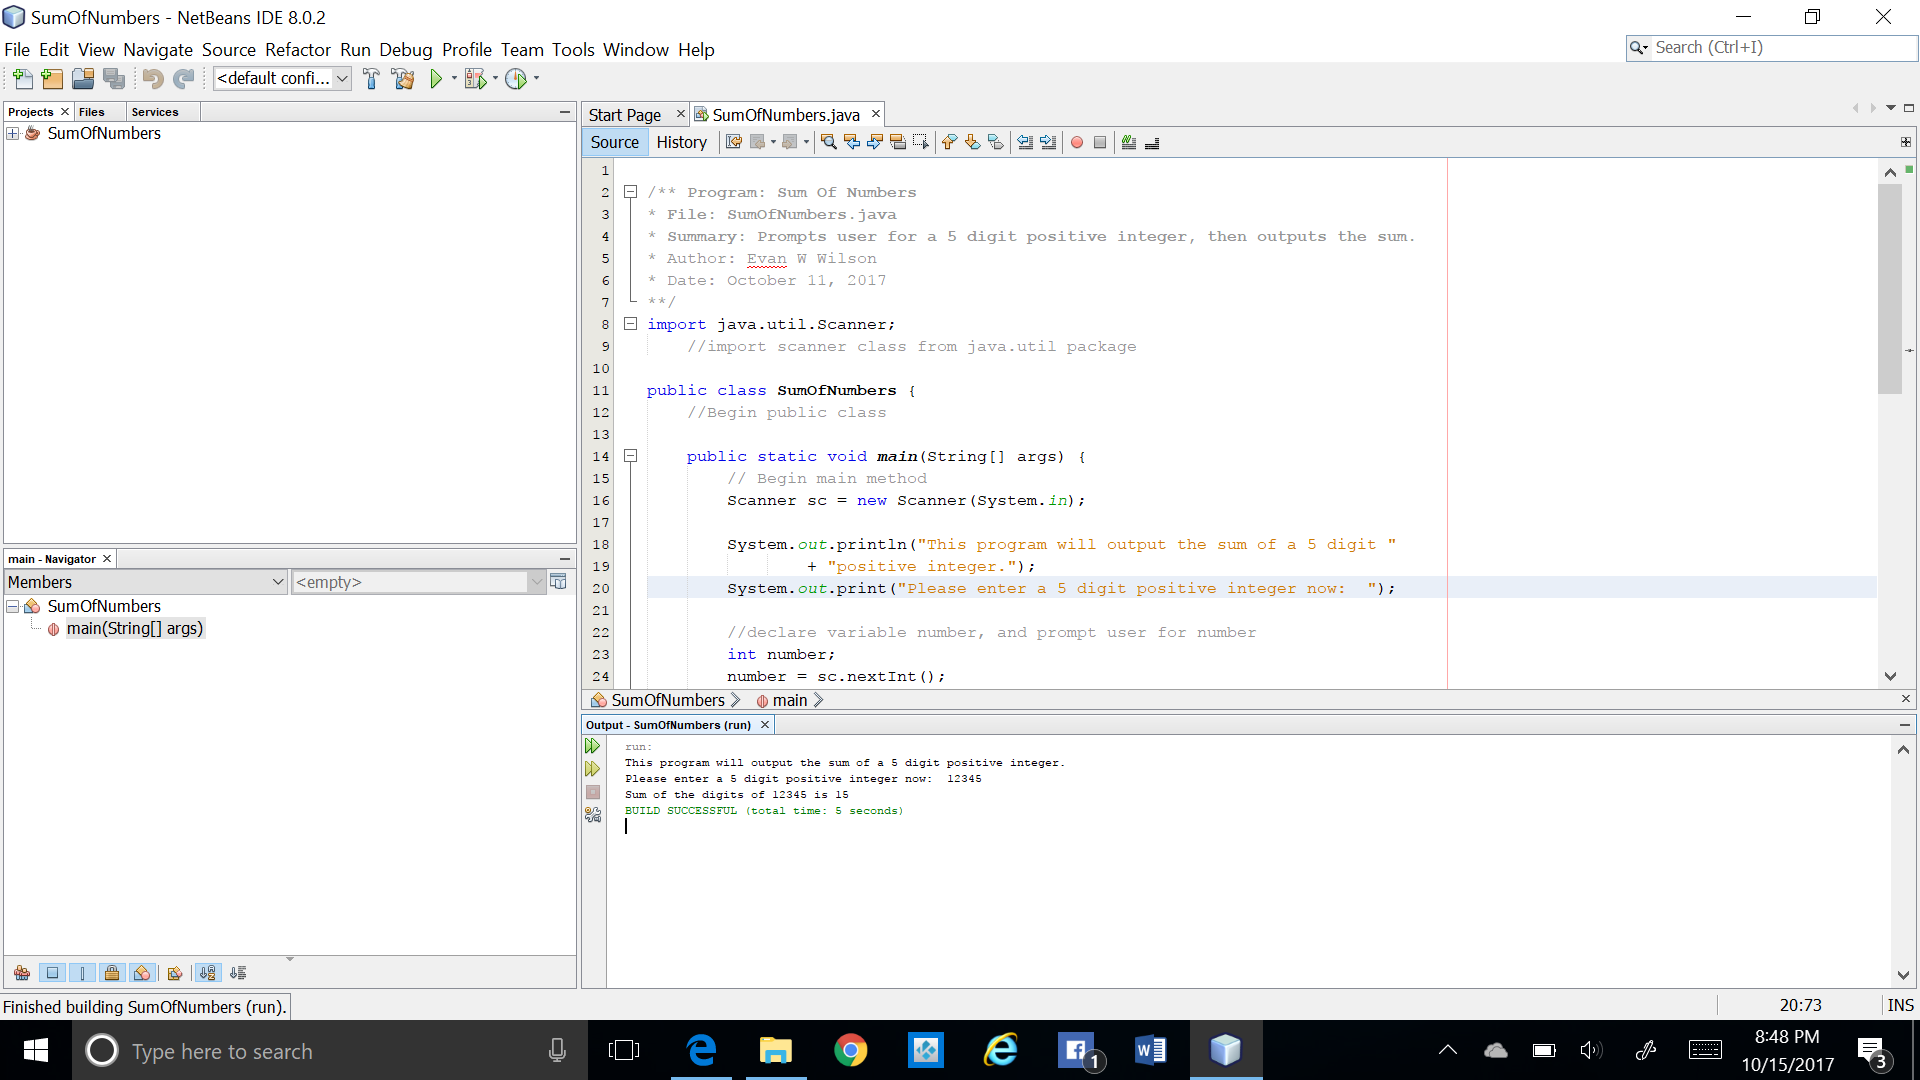 SumOfNumbers - NetBeans IDE 8.0.2
File Edit View Navigate Source Refactor Run Debug Profile Team Tools Window Help
Search (Ctrl+I)
<default confi...
Projects Files Services
SumOfNumbers
Start Page SumOfNumbers.java
Source History
1
2 /** Program: Sum Of Numbers
3 * File: SumOfNumbers.java
4 * Summary: Prompts user for a 5 digit positive integer, then outputs the sum.
5 * Author: Evan W Wilson
6 * Date: October 11, 2017
7 **/
8 import java.util.Scanner;
9 //import scanner class from java.util package
10
11 public class SumOfNumbers {
12 //Begin public class
13
14 public static void main(String[] args) {
15 // Begin main method
16 Scanner sc = new Scanner(System.in);
17
18 System.out.println("This program will output the sum of a 5 digit "
19 + "positive integer.");
20 System.out.print("Please enter a 5 digit positive integer now:  ");
21
22 //declare variable number, and prompt user for number
23 int number;
24 number = sc.nextInt();
SumOfNumbers main
main - Navigator
Members <empty>
SumOfNumbers
main(String[] args)
Output - SumOfNumbers (run)
run:
This program will output the sum of a 5 digit positive integer.
Please enter a 5 digit positive integer now:  12345
Sum of the digits of 12345 is 15
BUILD SUCCESSFUL (total time: 5 seconds)
Finished building SumOfNumbers (run).
20:73 INS
Type here to search
1
8:48 PM
10/15/2017
3